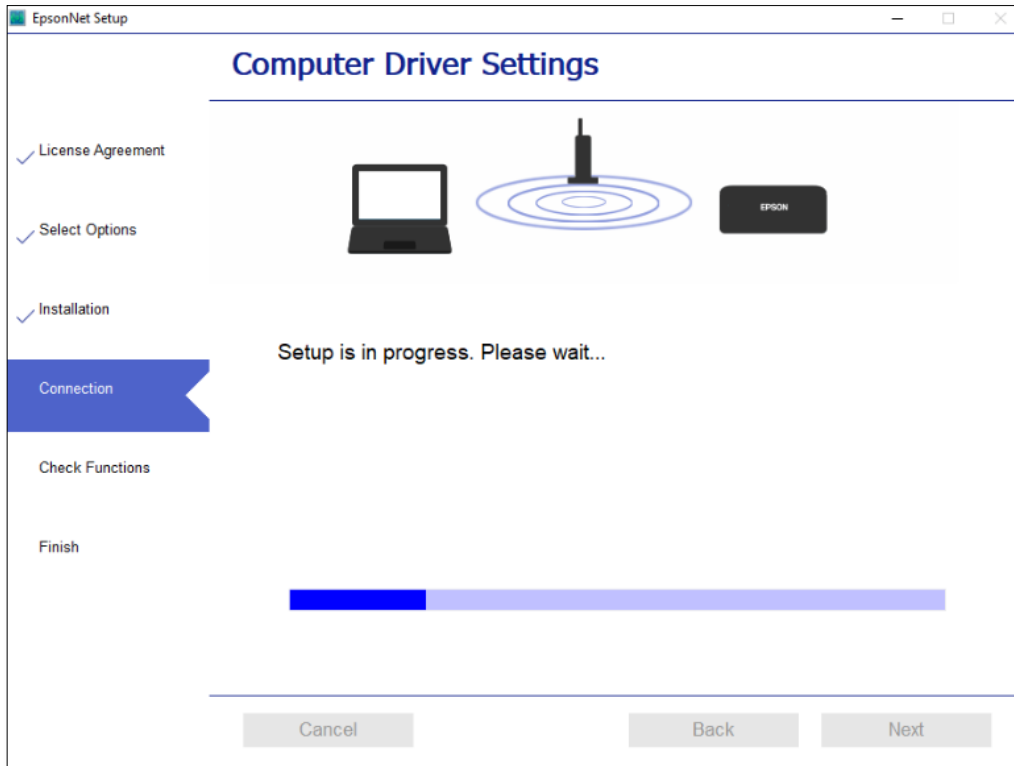 EpsonNet Setup
Computer Driver Settings
License Agreement
Select Options
Installation
Connection
Check Functions
Finish
EPSON
Setup is in progress. Please wait...
Cancel
Back
Next